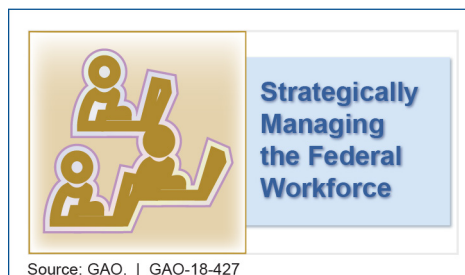 Strategically
Managing
the Federal
Workforce
Source: GAO. | GAO-18-427